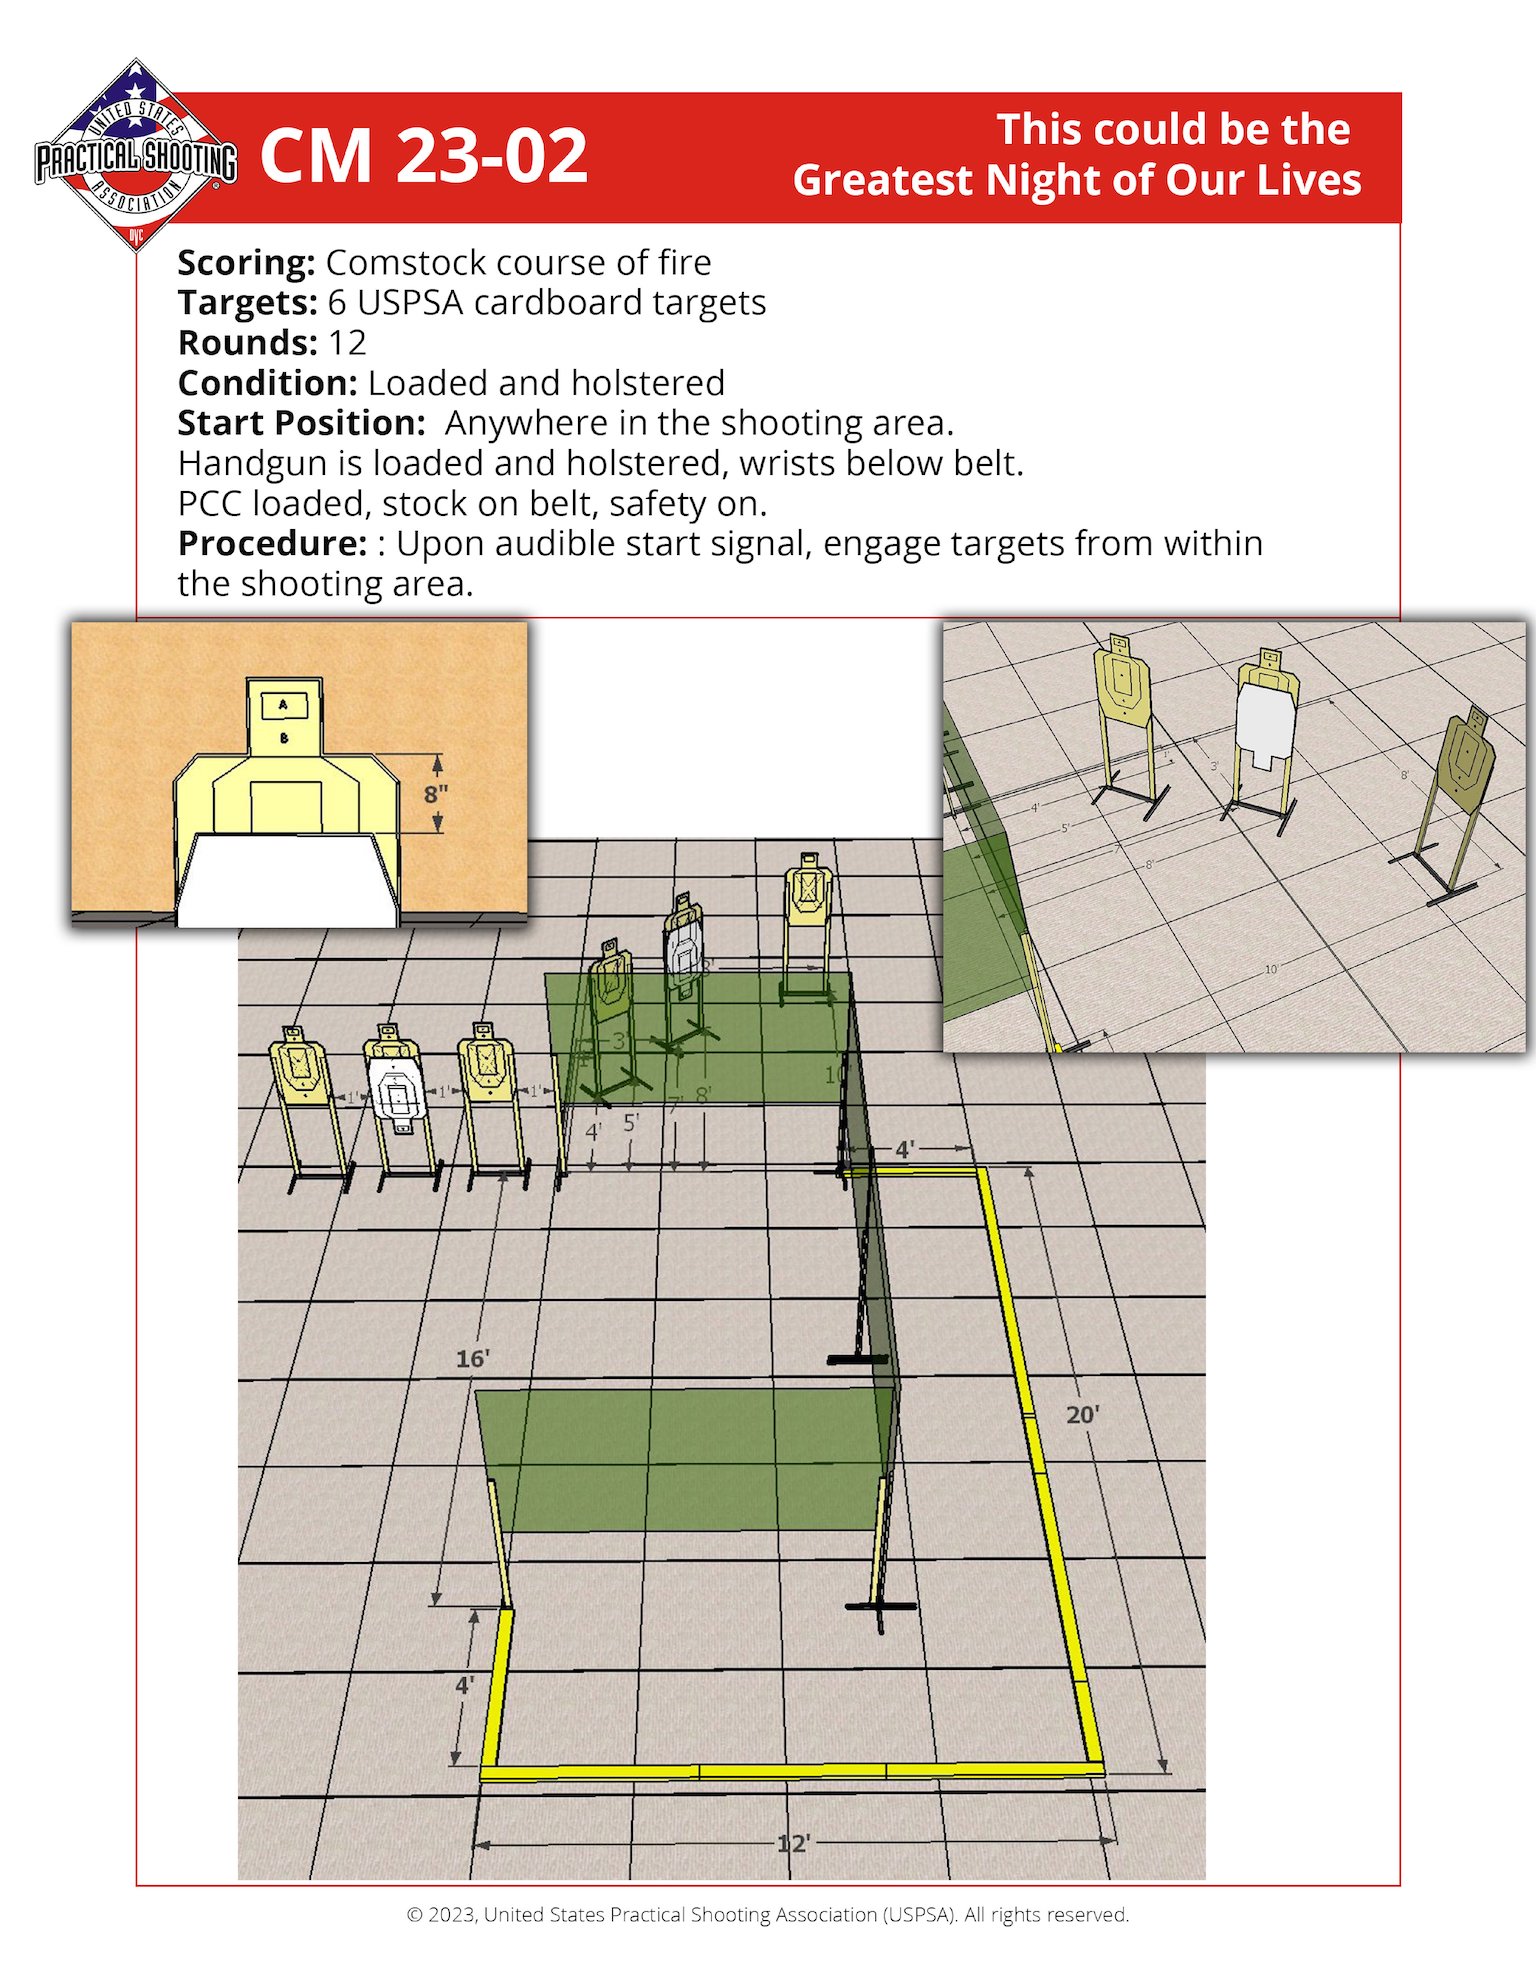 UNITED STATES
PRACTICAL SHOOTING
ASSOCIATION
®
DVC
CM 23-02
This could be the
Greatest Night of Our Lives
Scoring: Comstock course of fire
Targets: 6 USPSA cardboard targets
Rounds: 12
Condition: Loaded and holstered
Start Position: Anywhere in the shooting area.
Handgun is loaded and holstered, wrists below belt.
PCC loaded, stock on belt, safety on.
Procedure: : Upon audible start signal, engage targets from within
the shooting area.
A
B
8"
1'
3'
8'
4'
5'
7'
8'
10'
8'
3'
10'
1'
1'
1'
4'
5'
7'
8'
4'
16'
20'
4'
12'
© 2023, United States Practical Shooting Association (USPSA). All rights reserved.